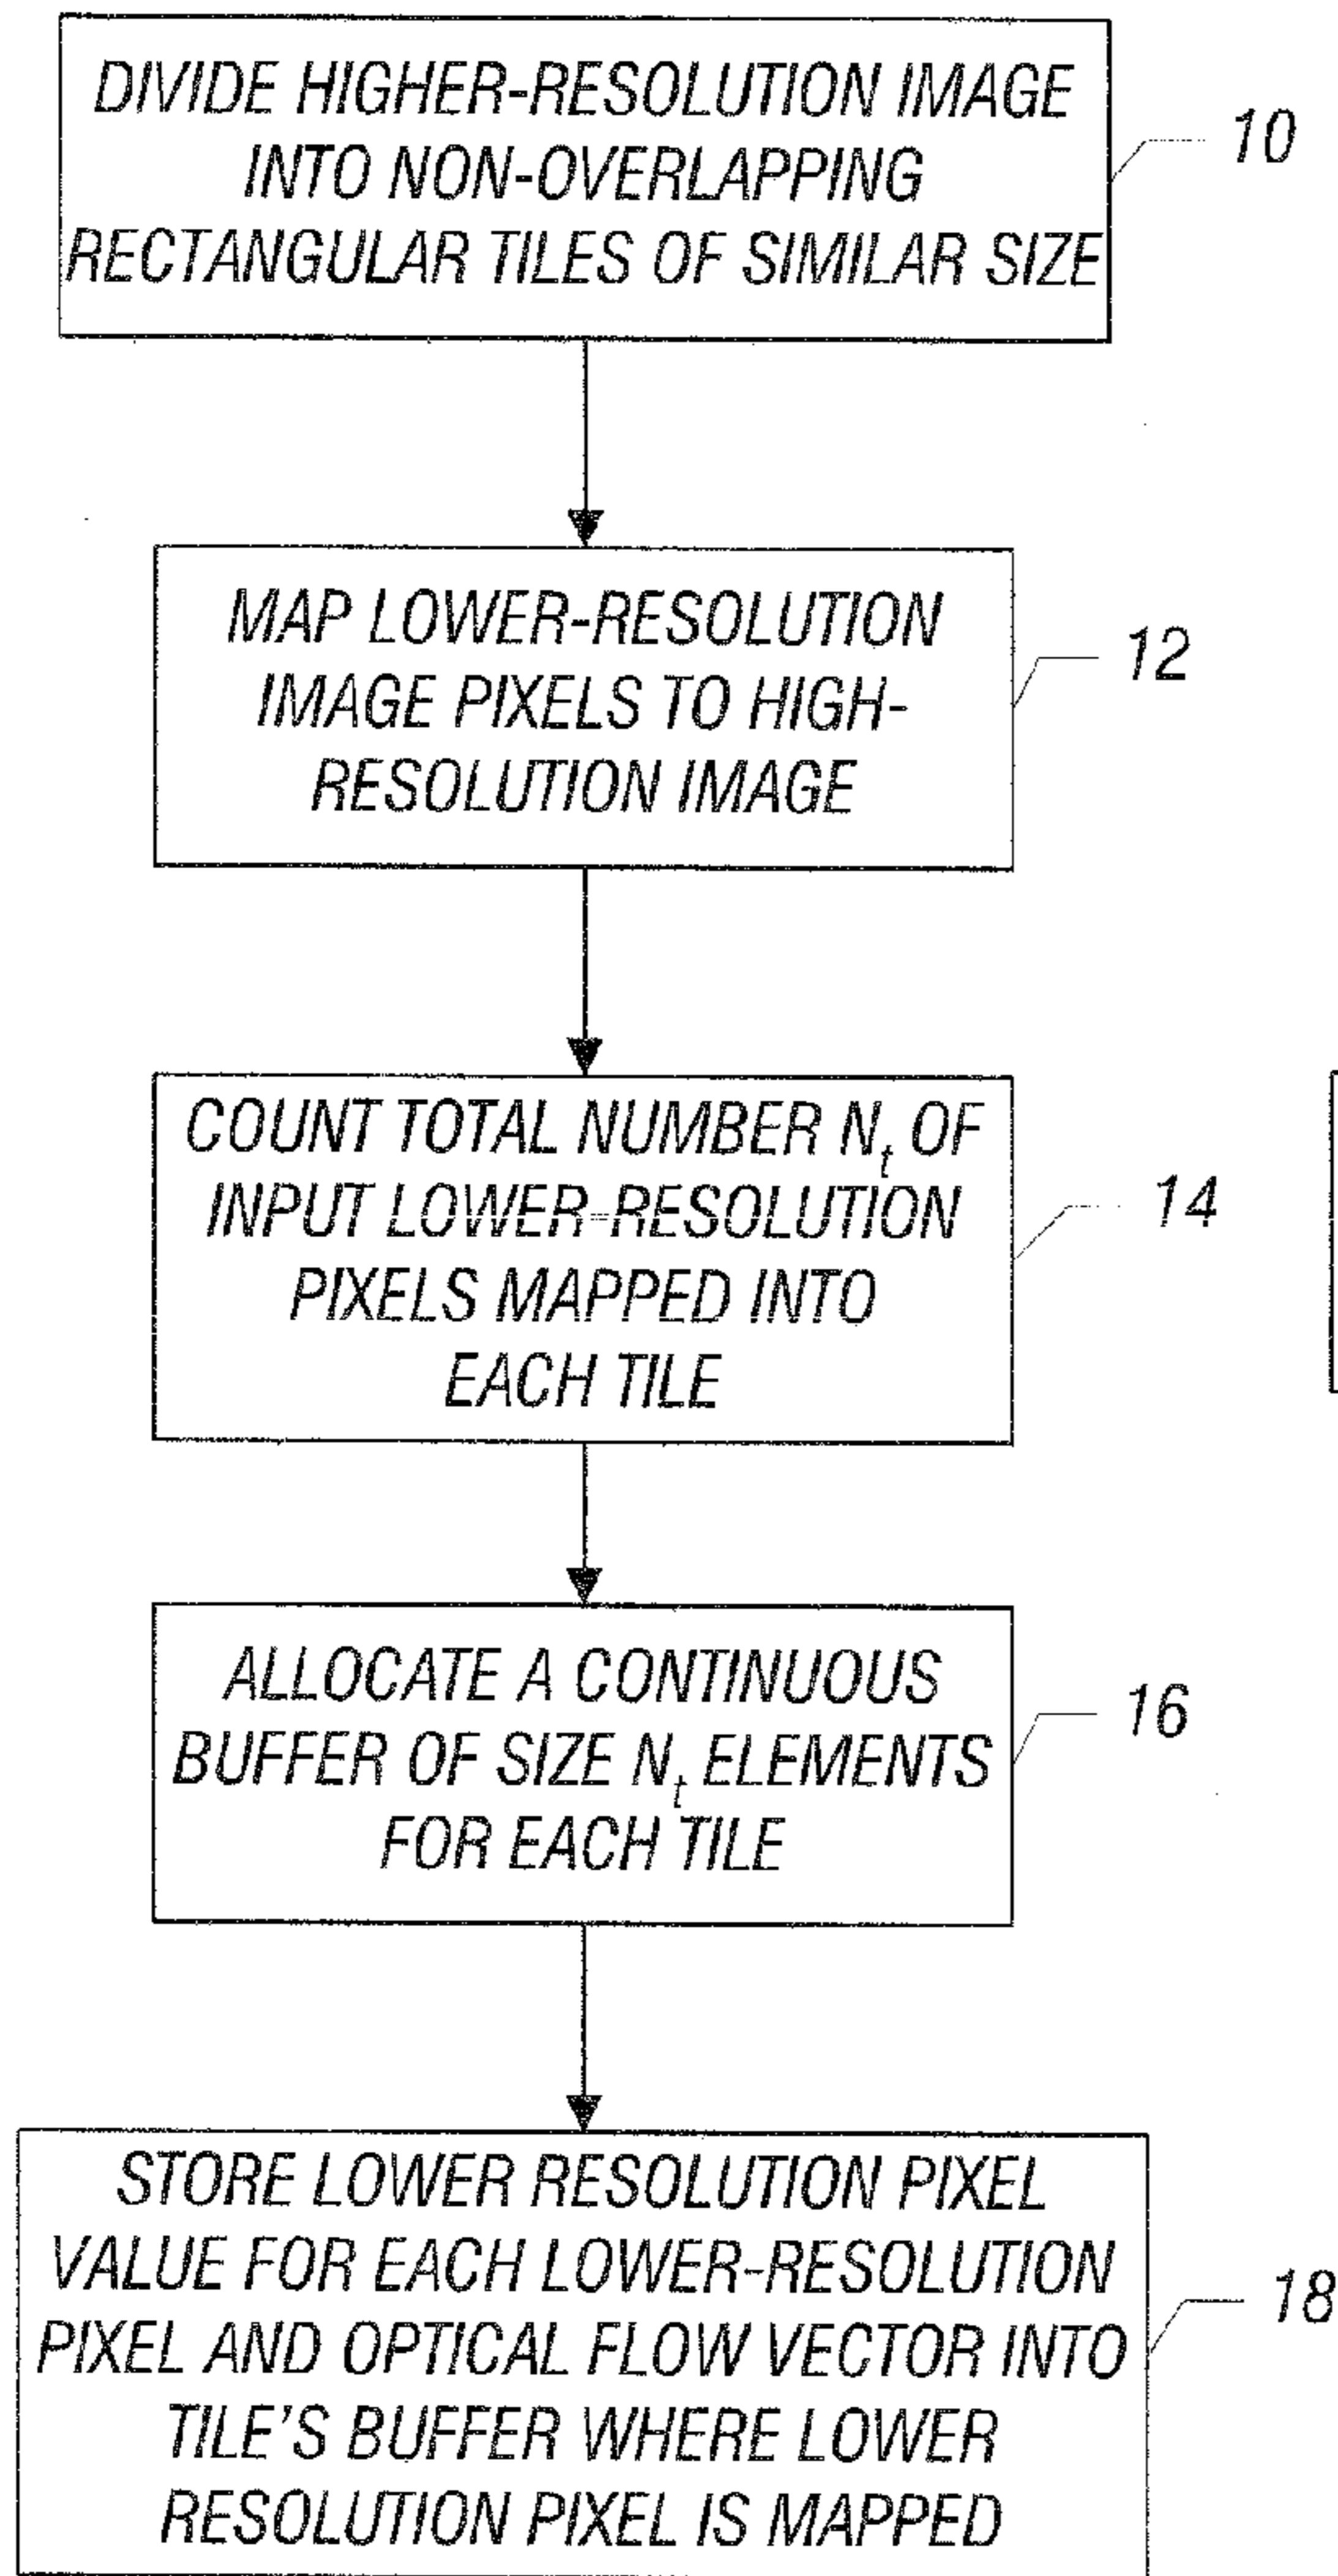 DIVIDE HIGHER-RESOLUTION IMAGE
INTO NON-OVERLAPPING
RECTANGULAR TILES OF SIMILAR SIZE
10
MAP LOWER-RESOLUTION
IMAGE PIXELS TO HIGH-
RESOLUTION IMAGE
12
COUNT TOTAL NUMBER Nt OF
INPUT LOWER-RESOLUTION
PIXELS MAPPED INTO
EACH TILE
14
ALLOCATE A CONTINUOUS
BUFFER OF SIZE Nt ELEMENTS
FOR EACH TILE
16
STORE LOWER RESOLUTION PIXEL
VALUE FOR EACH LOWER-RESOLUTION
PIXEL AND OPTICAL FLOW VECTOR INTO
TILE'S BUFFER WHERE LOWER
RESOLUTION PIXEL IS MAPPED
18